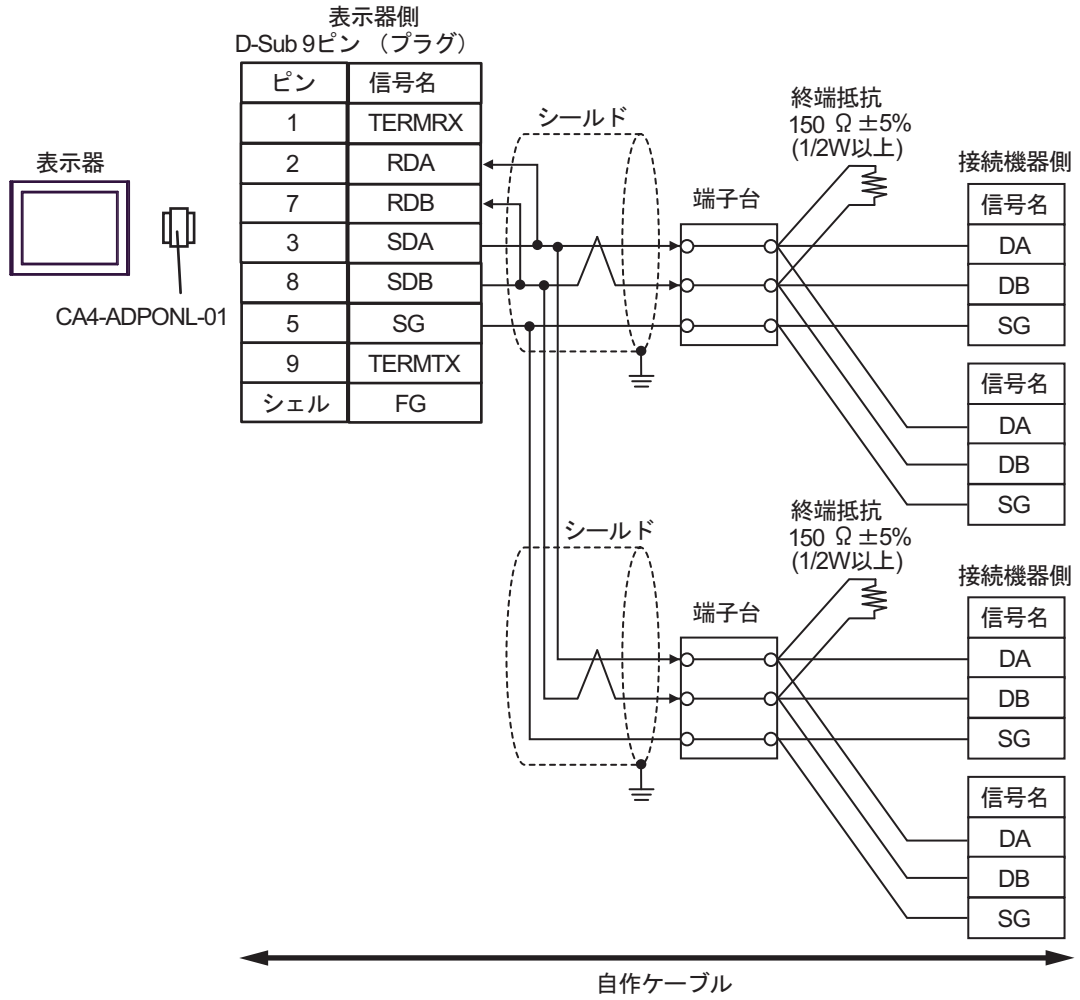 表示器側
D-Sub 9ピン （プラグ）
ピン 信号名
1 TERMRX
2 RDA
7 RDB
3 SDA
8 SDB
5 SG
9 TERMTX
シェル FG
表示器
CA4-ADPONL-01
シールド
端子台
終端抵抗
150 Ω ±5%
(1/2W以上)
接続機器側
信号名
DA
DB
SG
信号名
DA
DB
SG
シールド
端子台
終端抵抗
150 Ω ±5%
(1/2W以上)
接続機器側
信号名
DA
DB
SG
信号名
DA
DB
SG
自作ケーブル